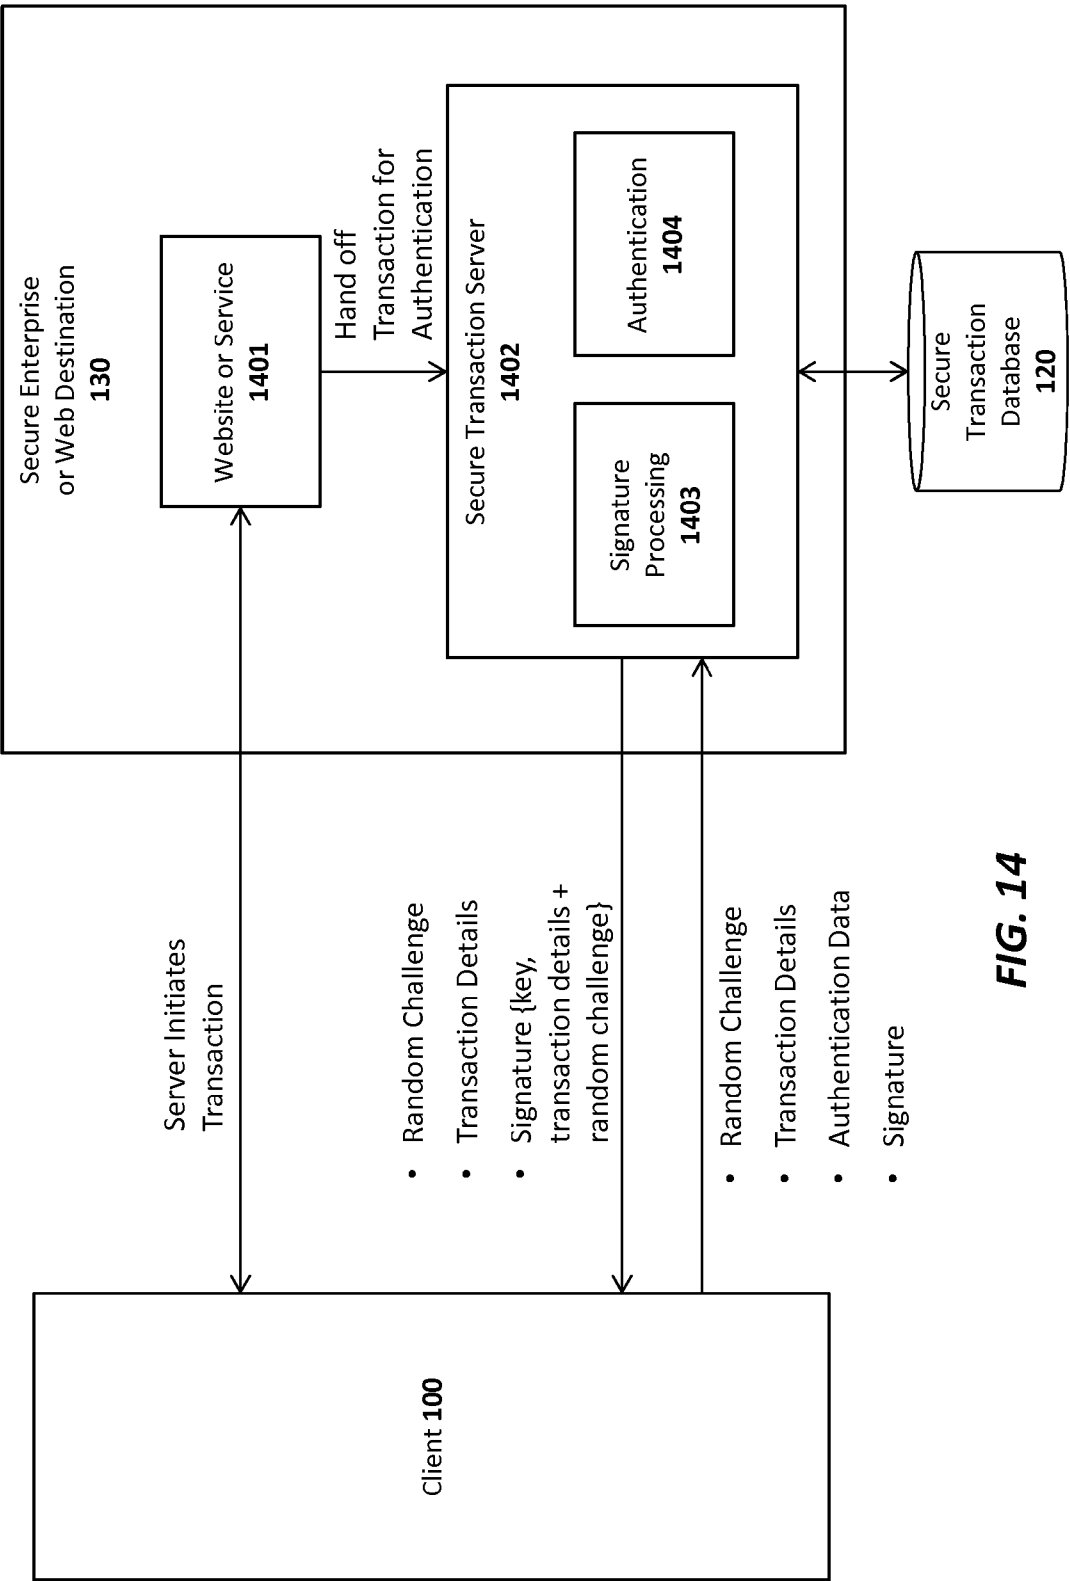 Secure Enterprise
or Web Destination
130
Server Initiates
Transaction
Website or Service
1401
Hand off
Transaction for
Authentication
Client 100
• Random Challenge
• Transaction Details
• Signature {key,
transaction details +
random challenge}
Secure Transaction Server
1402
Signature
Processing
1403
Authentication
1404
• Random Challenge
• Transaction Details
• Authentication Data
• Signature
Secure
Transaction
Database
120
FIG. 14